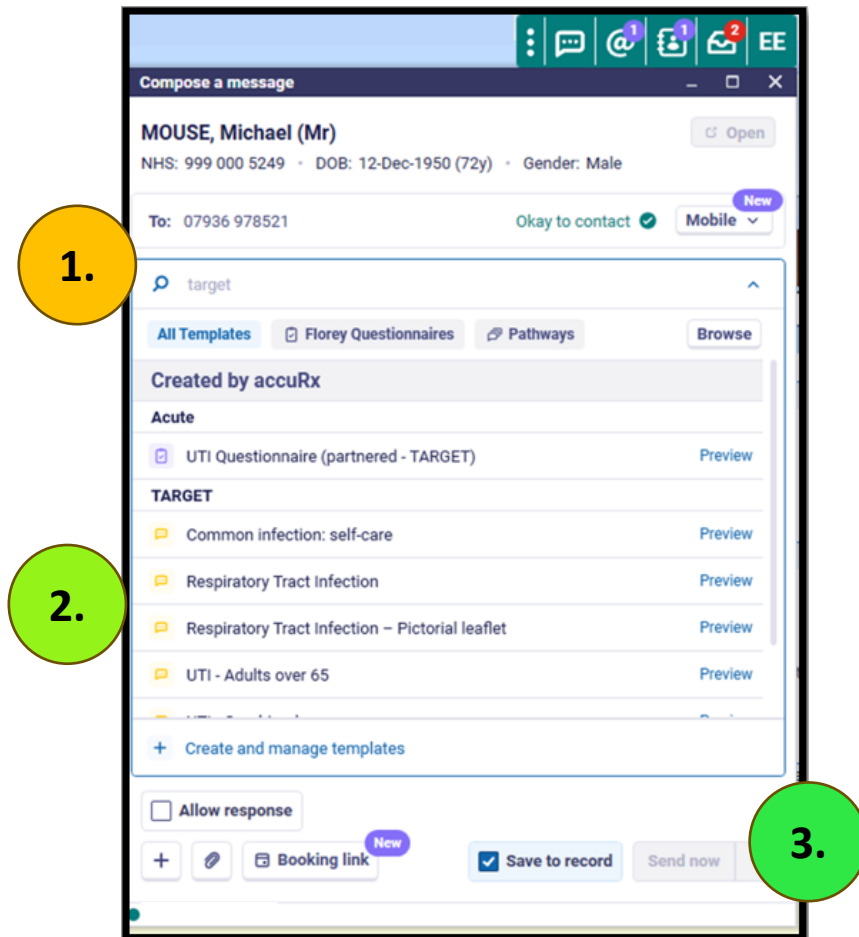 @ 1 1 2 EE
Compose a message
MOUSE, Michael (Mr)
Open
NHS: 999 000 5249 · DOB: 12-Dec-1950 (72y) · Gender: Male
New
To: 07936 978521 Okay to contact Mobile
1.
target
All Templates Florey Questionnaires Pathways Browse
Created by accuRx
Acute
UTI Questionnaire (partnered - TARGET) Preview
TARGET
Common infection: self-care Preview
2.
Respiratory Tract Infection Preview
Respiratory Tract Infection – Pictorial leaflet Preview
UTI - Adults over 65 Preview
+ Create and manage templates
Allow response
New
+ Booking link Save to record Send now
3.